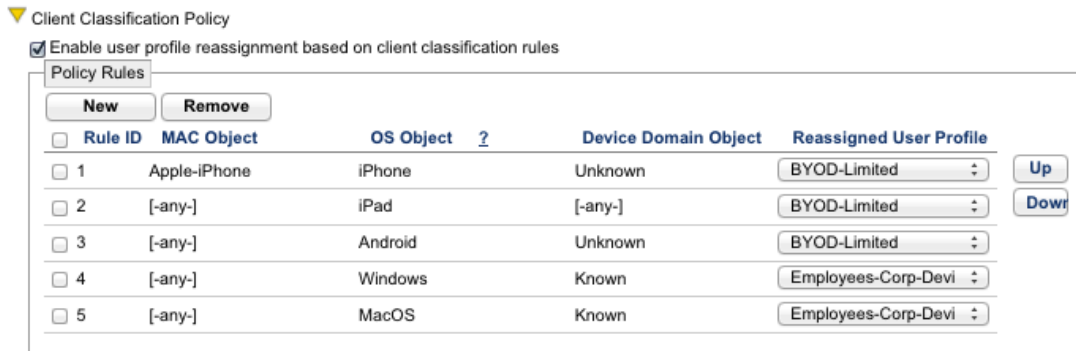 Client Classification Policy
Enable user profile reassignment based on client classification rules
Policy Rules
New Remove
Rule ID MAC Object OS Object ? Device Domain Object Reassigned User Profile
1 Apple-iPhone iPhone Unknown BYOD-Limited Up
2 [-any-] iPad [-any-] BYOD-Limited Down
3 [-any-] Android Unknown BYOD-Limited
4 [-any-] Windows Known Employees-Corp-Devi
5 [-any-] MacOS Known Employees-Corp-Devi